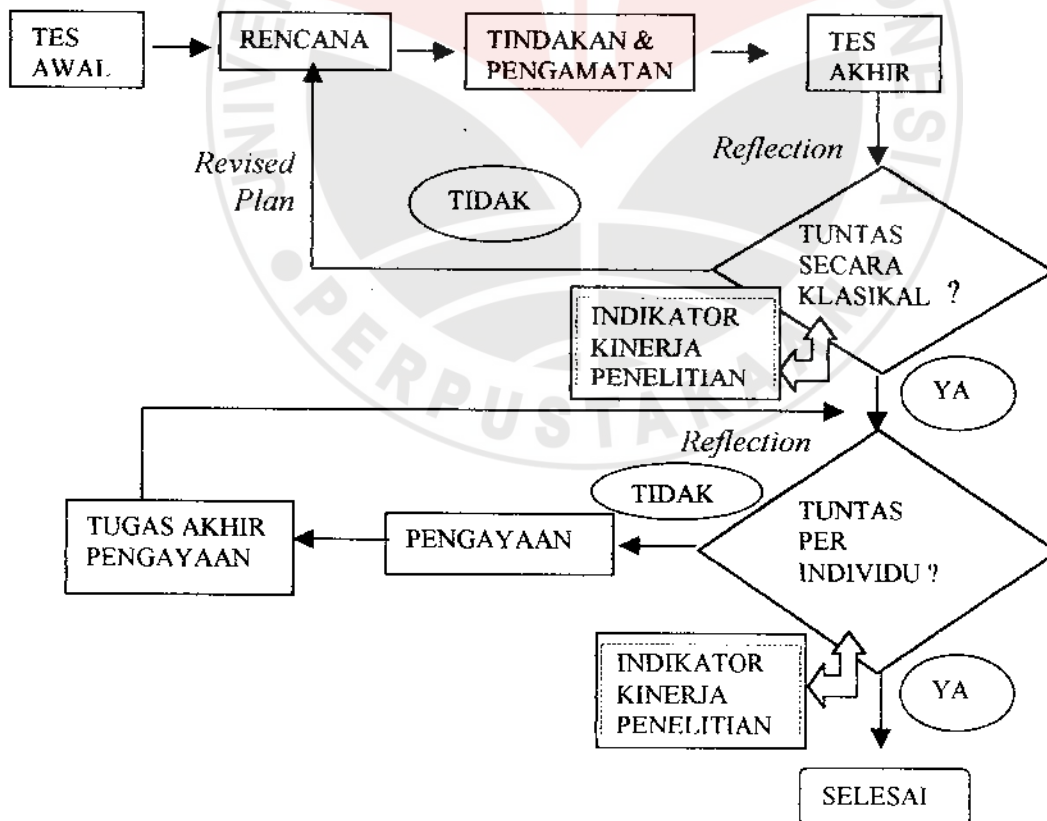 TES
AWAL
RENCANA
TINDAKAN &
PENGAMATAN
TES
AKHIR
Revised
Plan
TIDAK
Reflection
TUNTAS
SECARA
KLASIKAL ?
INDIKATOR
KINERJA
PENELITIAN
YA
Reflection
TIDAK
TUNTAS
PER
INDIVIDU ?
TUGAS AKHIR
PENGAYAAN
PENGAYAAN
INDIKATOR
KINERJA
PENELITIAN
YA
SELESAI
PERPUSTAKAAN